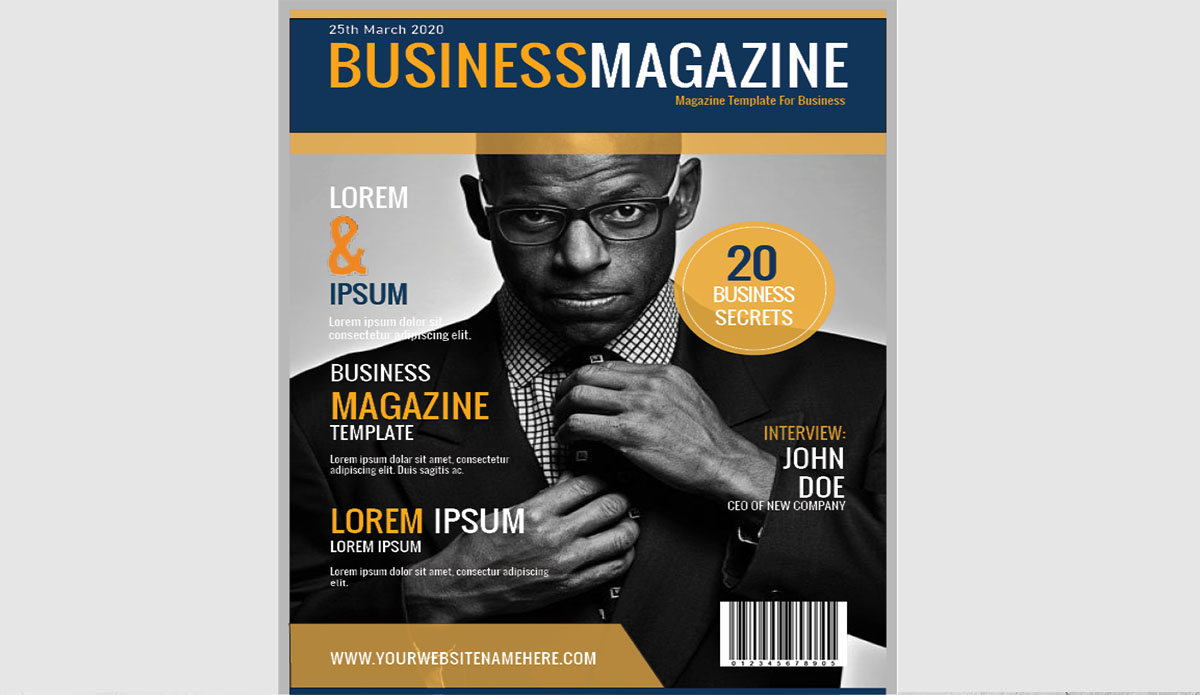 25th March 2020
BUSINESSMAGAZINE
Magazine Template For Business
LOREM
&
IPSUM
Lorem ipsum dolor sit
consectetur adipiscing elit.
20
BUSINESS
SECRETS
BUSINESS
MAGAZINE
TEMPLATE
Lorem ipsum dolar sit amet, consectetur
adipiscing elit. Duis sagitis ac.
INTERVIEW:
JOHN
DOE
CEO OF NEW COMPANY
LOREM IPSUM
LOREM IPSUM
Lorem ipsum dolor sit amet, consectur adipiscing
elit.
WWW.YOURWEBSITENAMEHERE.COM
012345678905